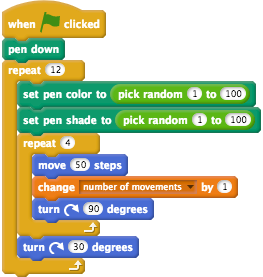 when clicked
pen down
repeat 12
set pen color to pick random 1 to 100
set pen shade to pick random 1 to 100
repeat 4
move 50 steps
change number of movements by 1
turn 90 degrees
turn 30 degrees